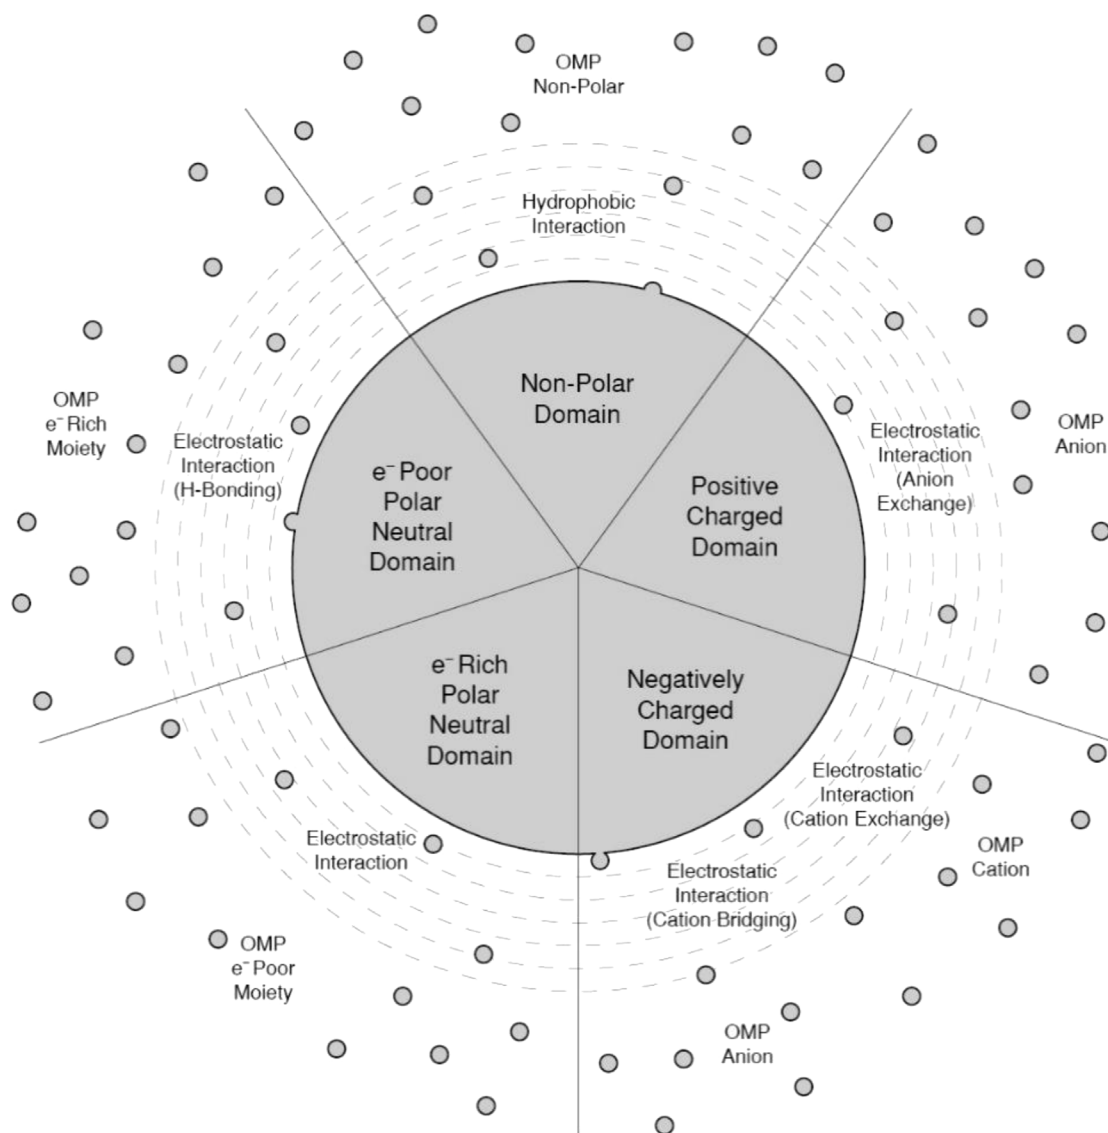 OMP
Non-Polar
Hydrophobic
Interaction
Non-Polar
Domain
OMP
e⁻ Rich
Moiety
Electrostatic
Interaction
(H-Bonding)
e⁻ Poor
Polar
Neutral
Domain
Positive
Charged
Domain
Electrostatic
Interaction
(Anion
Exchange)
OMP
Anion
e⁻ Rich
Polar
Neutral
Domain
Negatively
Charged
Domain
Electrostatic
Interaction
(Cation Exchange)
OMP
Cation
Electrostatic
Interaction
Electrostatic
Interaction
(Cation Bridging)
OMP
e⁻ Poor
Moiety
OMP
Anion